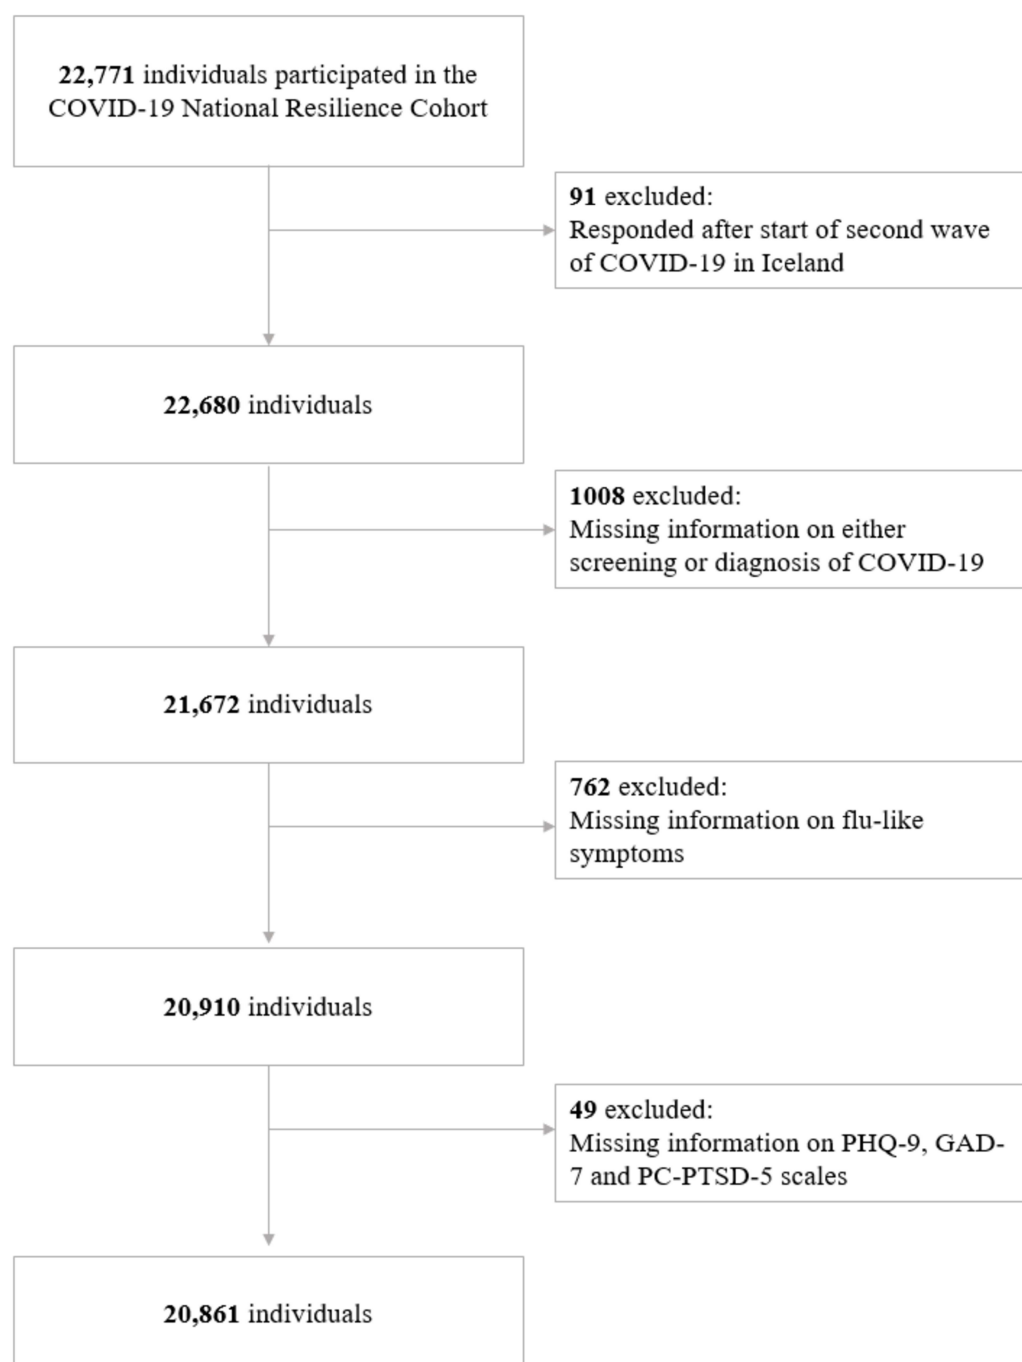 22,771 individuals participated in the
COVID-19 National Resilience Cohort
91 excluded:
Responded after start of second wave
of COVID-19 in Iceland
22,680 individuals
1008 excluded:
Missing information on either
screening or diagnosis of COVID-19
21,672 individuals
762 excluded:
Missing information on flu-like
symptoms
20,910 individuals
49 excluded:
Missing information on PHQ-9, GAD-
7 and PC-PTSD-5 scales
20,861 individuals